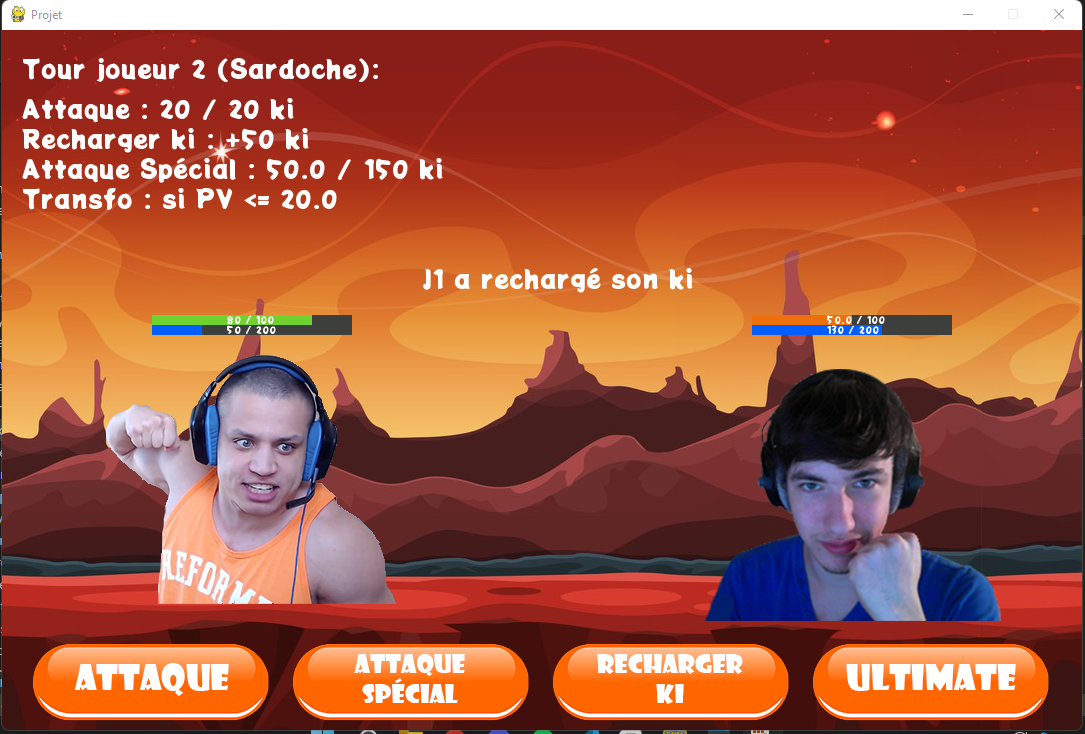 Projet
Tour joueur 2 (Sardoche):
Attaque : 20 / 20 ki
Recharger ki : +50 ki
Attaque Spécial : 50.0 / 150 ki
Transfo : si PV <= 20.0
J1 a rechargé son ki
80 / 100
50 / 200
50.0 / 100
130 / 200
REFORM
ATTAQUE
ATTAQUE
SPÉCIAL
RECHARGER
KI
ULTIMATE